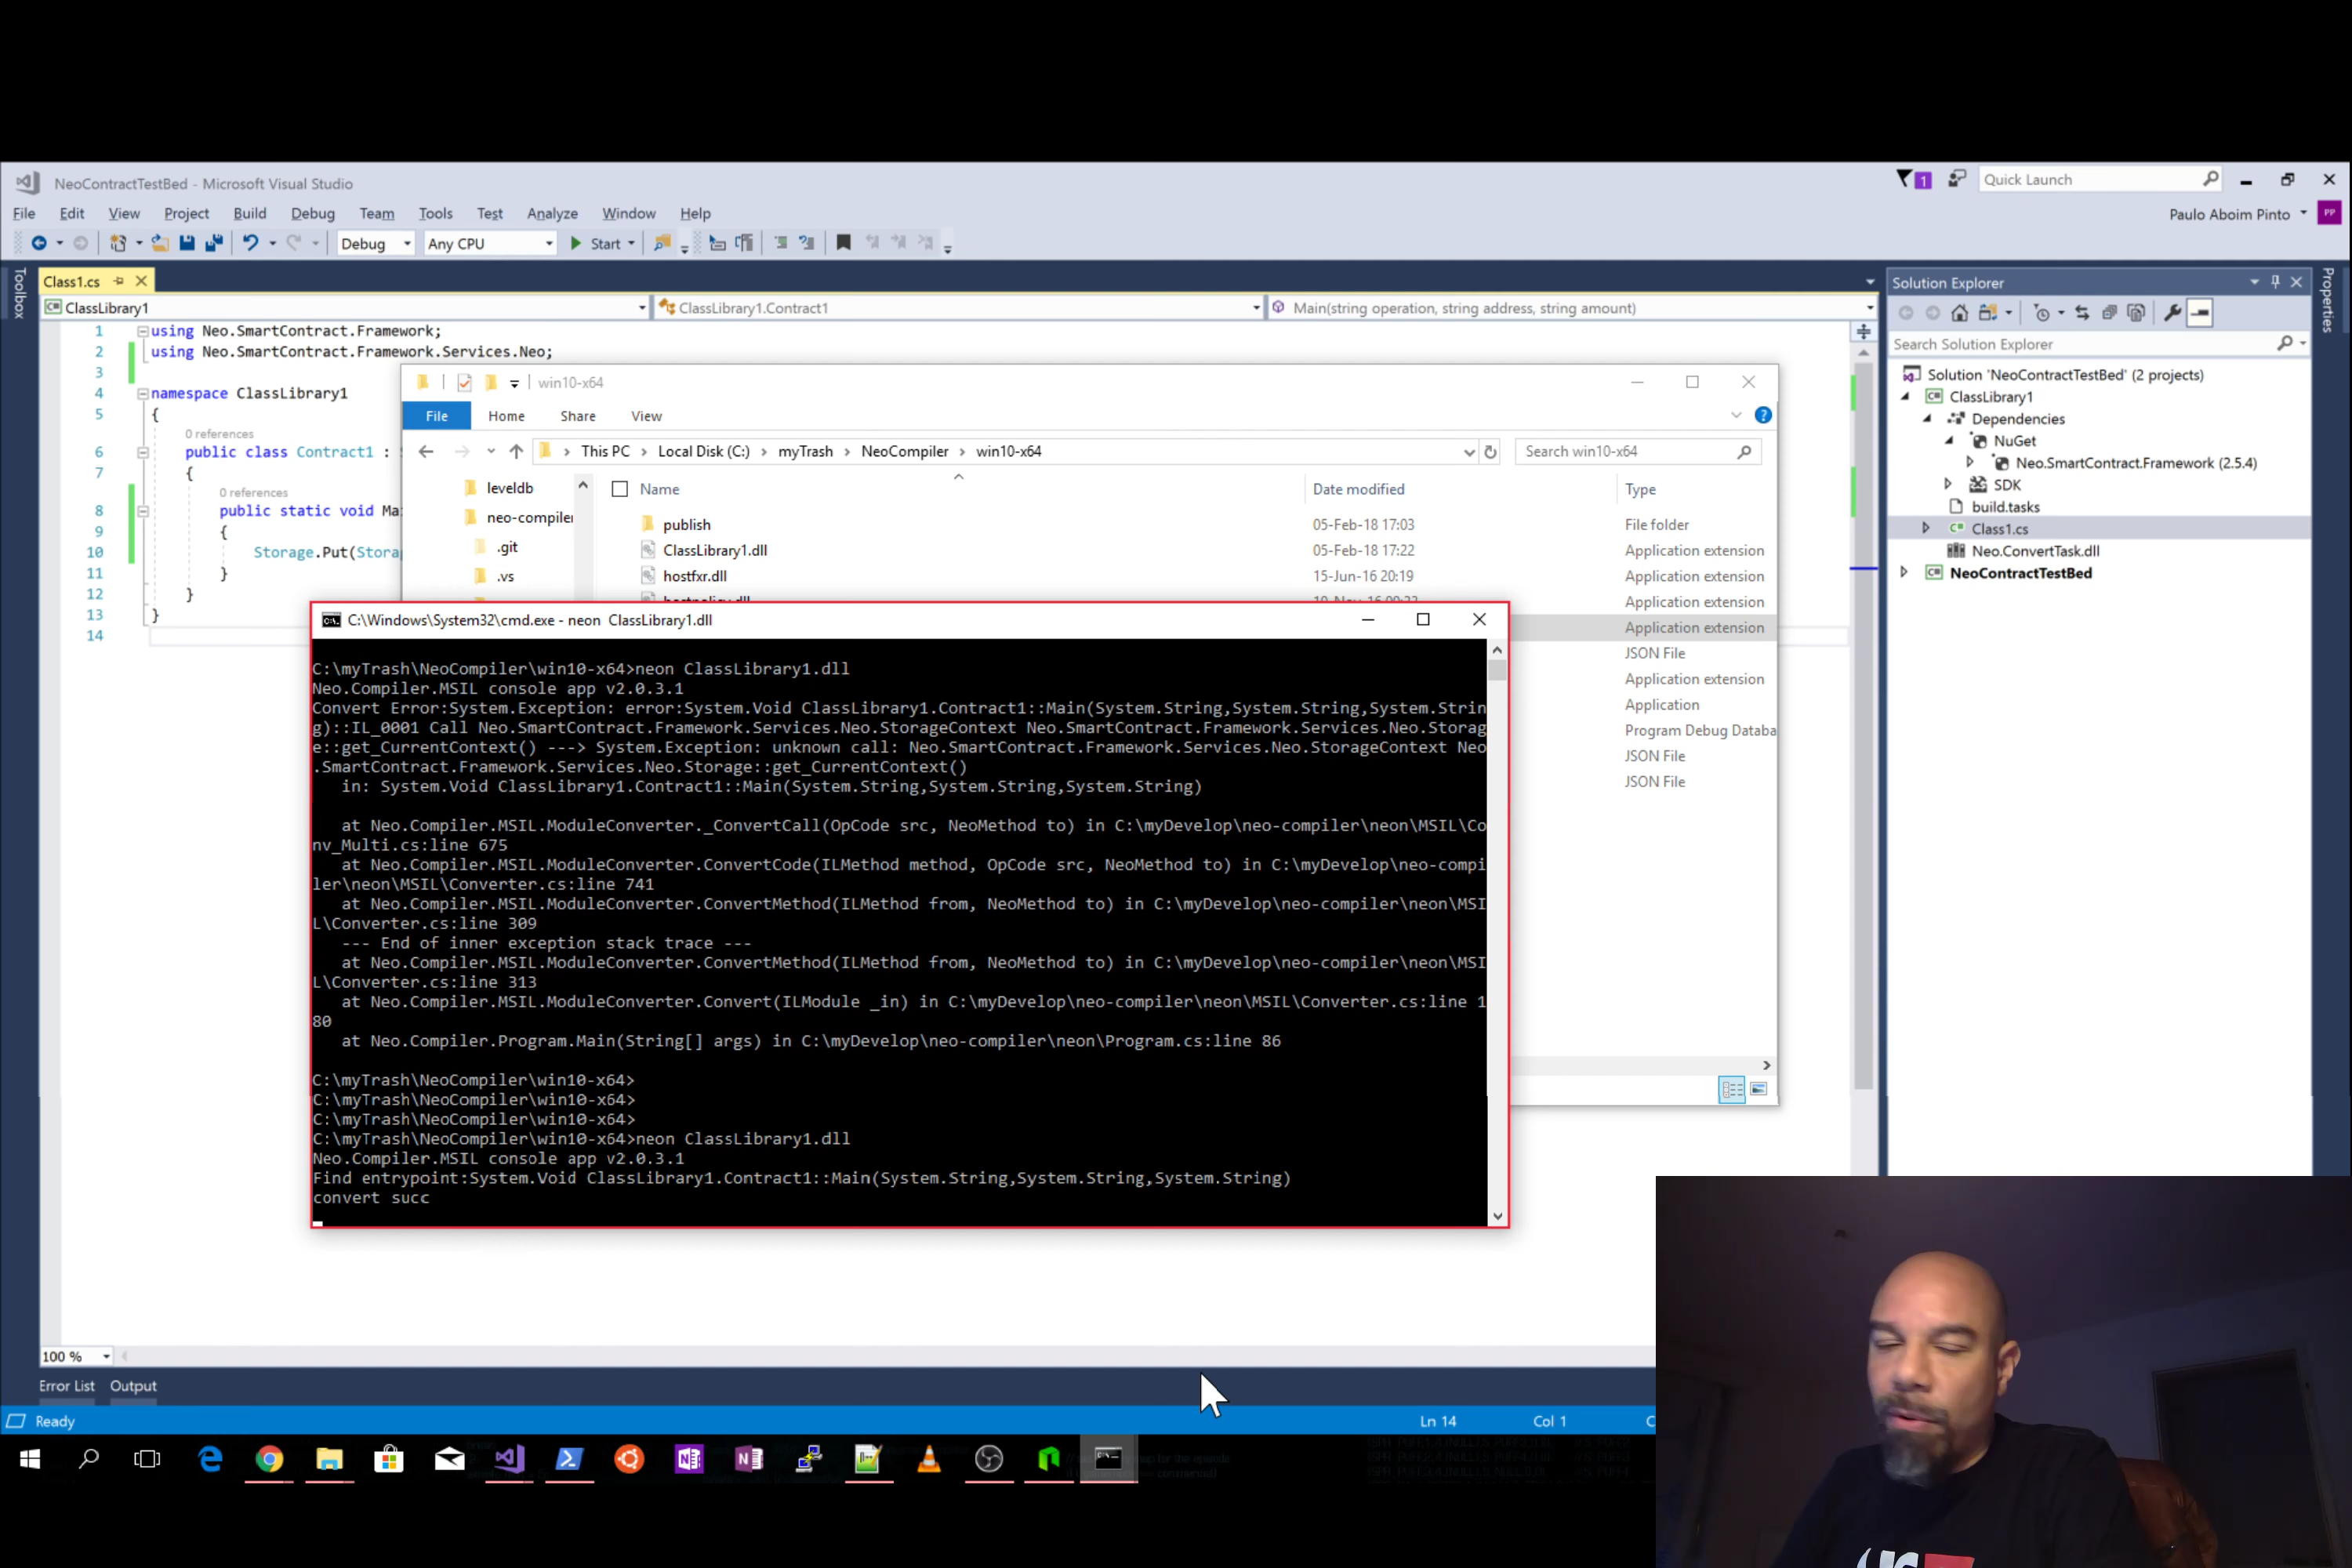 NeoContractTestBed - Microsoft Visual Studio
1
Quick Launch
File Edit View Project Build Debug Team Tools Test Analyze Window Help
Paulo Aboim Pinto
PP
Debug
Any CPU
Start
Toolbox
Class1.cs
ClassLibrary1
ClassLibrary1.Contract1
Main(string operation, string address, string amount)
1 using Neo.SmartContract.Framework;
2 using Neo.SmartContract.Framework.Services.Neo;
3
4 namespace ClassLibrary1
5 {
0 references
6 public class Contract1 :
7 {
0 references
8 public static void Ma
9 {
10 Storage.Put(Stora
11 }
12 }
13 }
14
win10-x64
File Home Share View
This PC > Local Disk (C:) > myTrash > NeoCompiler > win10-x64
Search win10-x64
leveldb
neo-compiler
.git
.vs
Name Date modified Type
publish 05-Feb-18 17:03 File folder
ClassLibrary1.dll 05-Feb-18 17:22 Application extension
hostfxr.dll 15-Jun-16 20:19 Application extension
Application extension
Application extension
JSON File
Application extension
Application
Program Debug Databa
JSON File
JSON File
C:\Windows\System32\cmd.exe - neon ClassLibrary1.dll
C:\myTrash\NeoCompiler\win10-x64>neon ClassLibrary1.dll
Neo.Compiler.MSIL console app v2.0.3.1
Convert Error:System.Exception: error:System.Void ClassLibrary1.Contract1::Main(System.String,System.String,System.Strin
g)::IL_0001 Call Neo.SmartContract.Framework.Services.Neo.StorageContext Neo.SmartContract.Framework.Services.Neo.Storag
e::get_CurrentContext() ---> System.Exception: unknown call: Neo.SmartContract.Framework.Services.Neo.StorageContext Neo
.SmartContract.Framework.Services.Neo.Storage::get_CurrentContext()
in: System.Void ClassLibrary1.Contract1::Main(System.String,System.String,System.String)
at Neo.Compiler.MSIL.ModuleConverter._ConvertCall(OpCode src, NeoMethod to) in C:\myDevelop\neo-compiler\neon\MSIL\Co
nv_Multi.cs:line 675
at Neo.Compiler.MSIL.ModuleConverter.ConvertCode(ILMethod method, OpCode src, NeoMethod to) in C:\myDevelop\neo-compi
ler\neon\MSIL\Converter.cs:line 741
at Neo.Compiler.MSIL.ModuleConverter.ConvertMethod(ILMethod from, NeoMethod to) in C:\myDevelop\neo-compiler\neon\MSI
L\Converter.cs:line 309
--- End of inner exception stack trace ---
at Neo.Compiler.MSIL.ModuleConverter.ConvertMethod(ILMethod from, NeoMethod to) in C:\myDevelop\neo-compiler\neon\MSI
L\Converter.cs:line 313
at Neo.Compiler.MSIL.ModuleConverter.Convert(ILModule _in) in C:\myDevelop\neo-compiler\neon\MSIL\Converter.cs:line 1
80
at Neo.Compiler.Program.Main(String[] args) in C:\myDevelop\neo-compiler\neon\Program.cs:line 86
C:\myTrash\NeoCompiler\win10-x64>
C:\myTrash\NeoCompiler\win10-x64>
C:\myTrash\NeoCompiler\win10-x64>
C:\myTrash\NeoCompiler\win10-x64>neon ClassLibrary1.dll
Neo.Compiler.MSIL console app v2.0.3.1
Find entrypoint:System.Void ClassLibrary1.Contract1::Main(System.String,System.String,System.String)
convert succ
Solution Explorer
Search Solution Explorer
Solution 'NeoContractTestBed' (2 projects)
ClassLibrary1
Dependencies
NuGet
Neo.SmartContract.Framework (2.5.4)
SDK
build.tasks
Class1.cs
Neo.ConvertTask.dll
NeoContractTestBed
Properties
100 %
Error List Output
Ready
Ln 14 Col 1